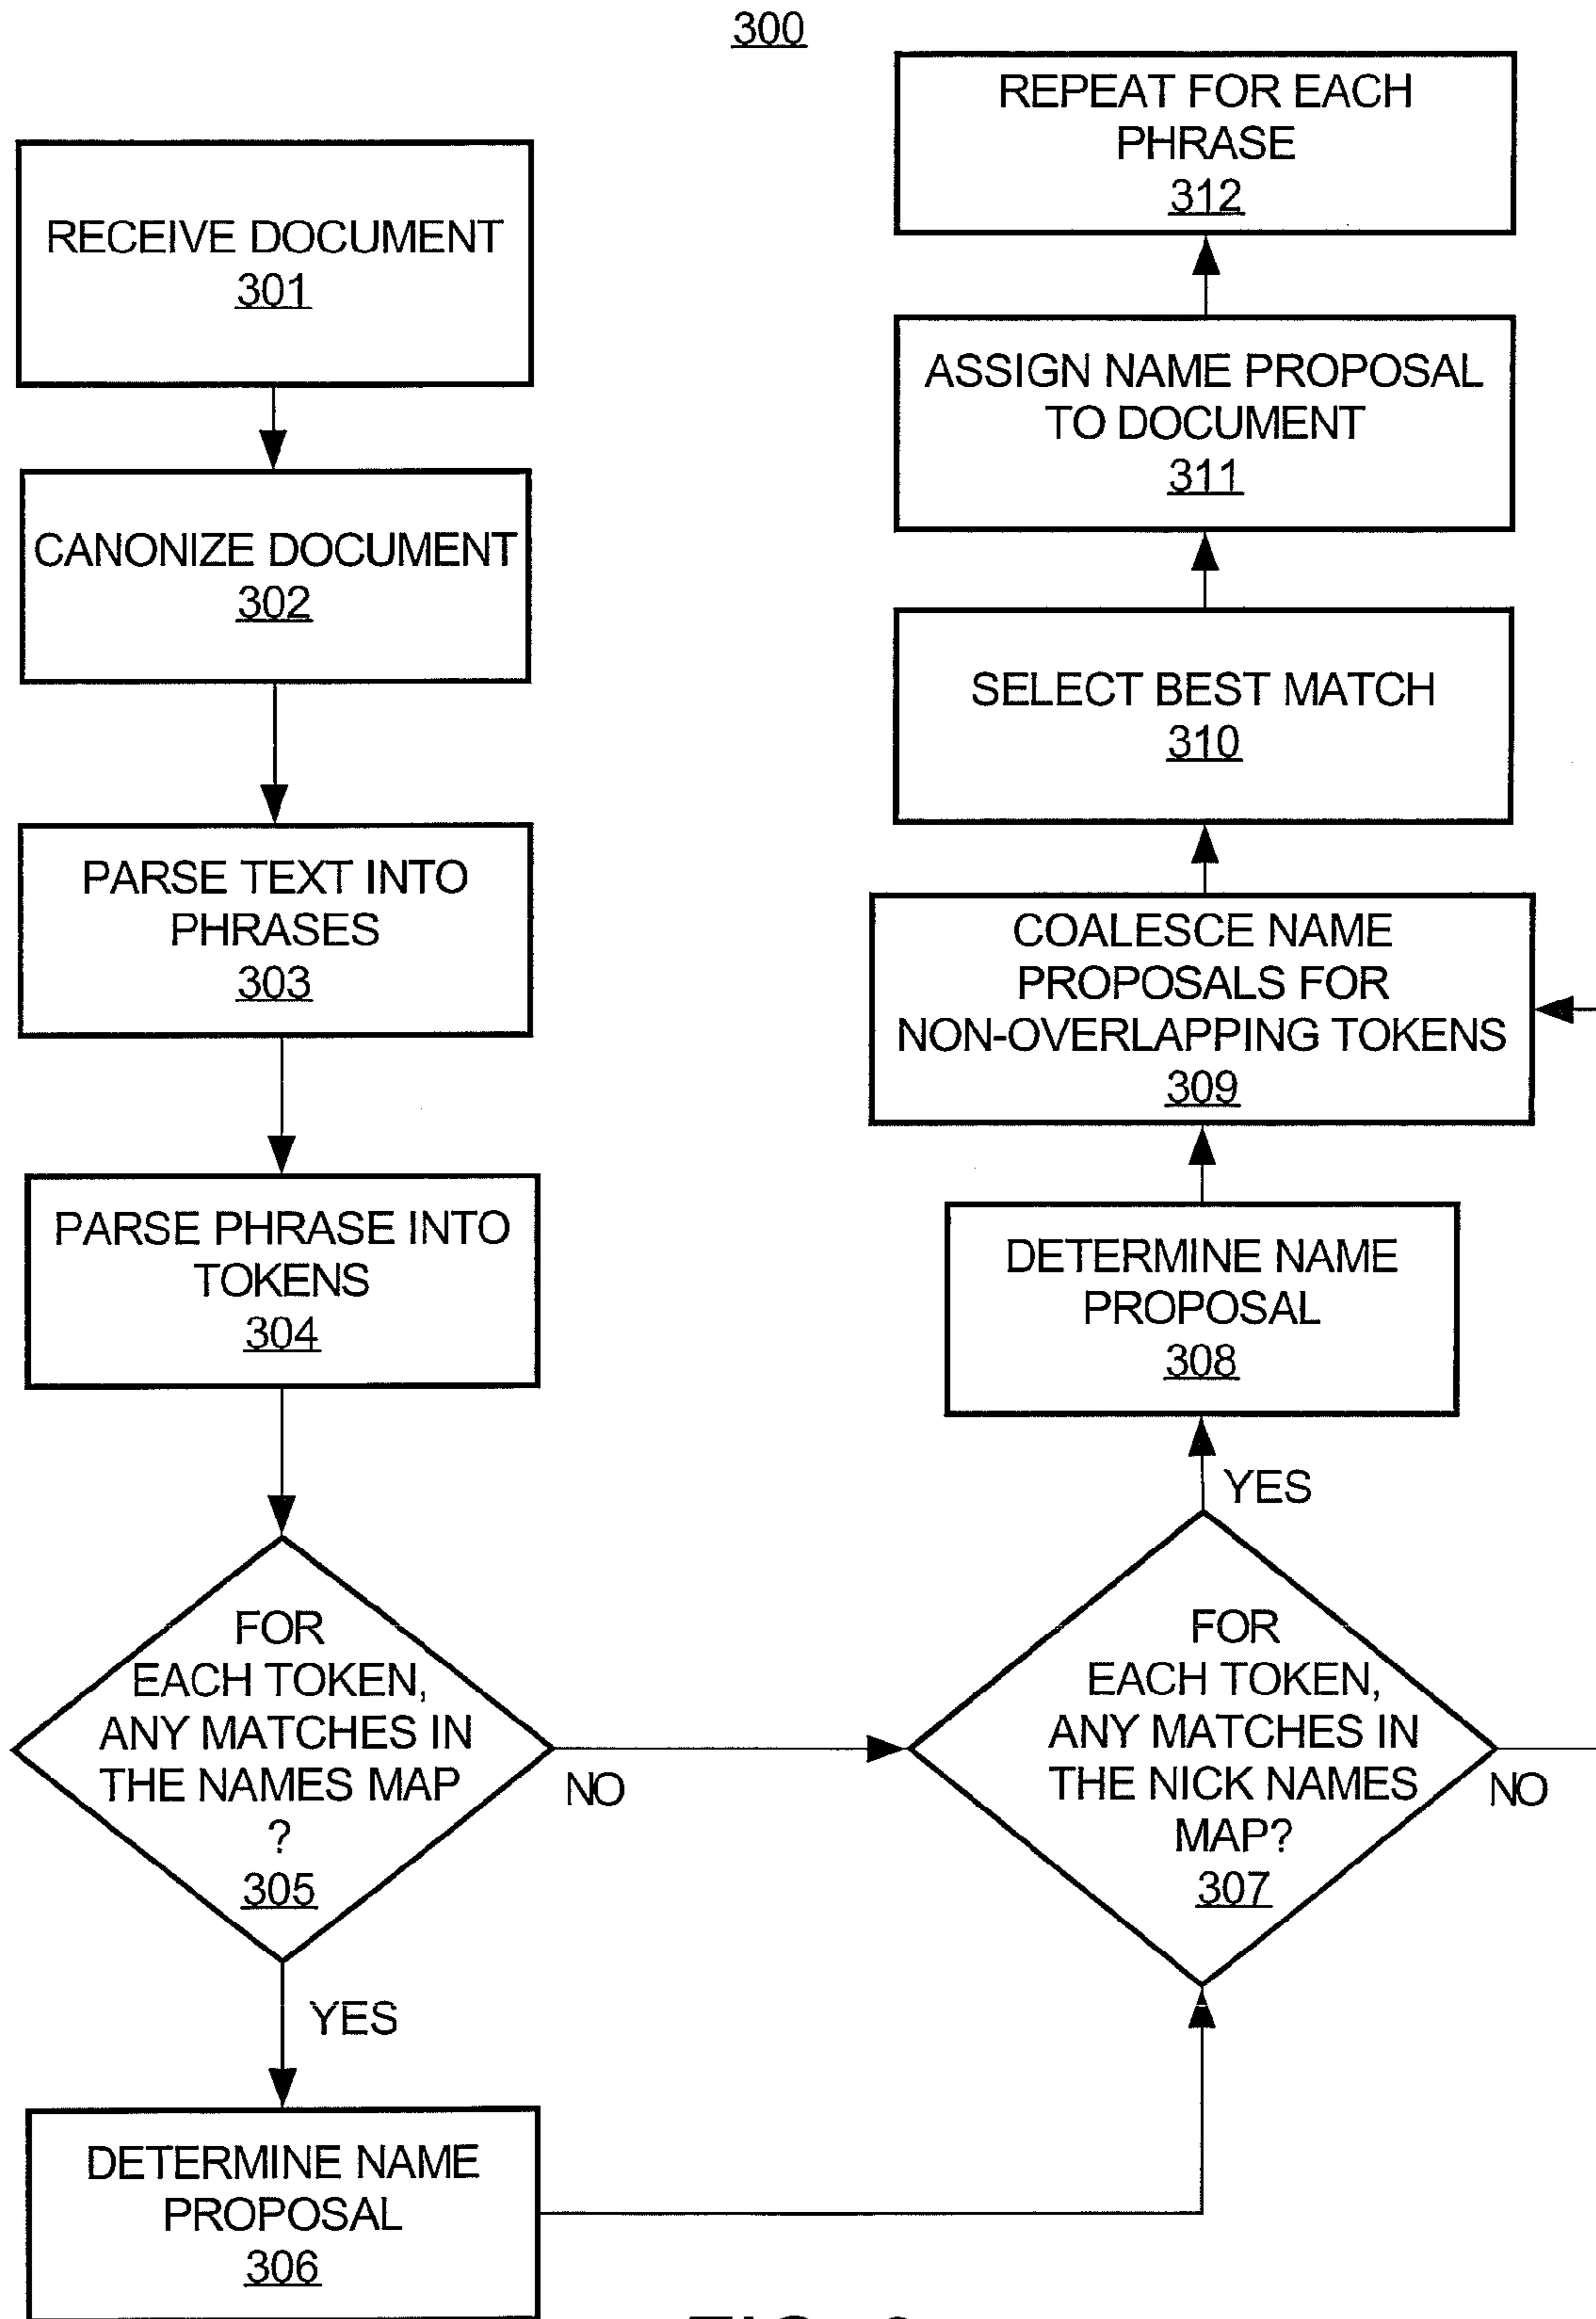 300
RECEIVE DOCUMENT
301
CANONIZE DOCUMENT
302
PARSE TEXT INTO
PHRASES
303
PARSE PHRASE INTO
TOKENS
304
FOR
EACH TOKEN,
ANY MATCHES IN
THE NAMES MAP
?
305
NO
YES
DETERMINE NAME
PROPOSAL
306
FOR
EACH TOKEN,
ANY MATCHES IN
THE NICK NAMES
MAP?
307
NO
YES
DETERMINE NAME
PROPOSAL
308
COALESCE NAME
PROPOSALS FOR
NON-OVERLAPPING TOKENS
309
SELECT BEST MATCH
310
ASSIGN NAME PROPOSAL
TO DOCUMENT
311
REPEAT FOR EACH
PHRASE
312